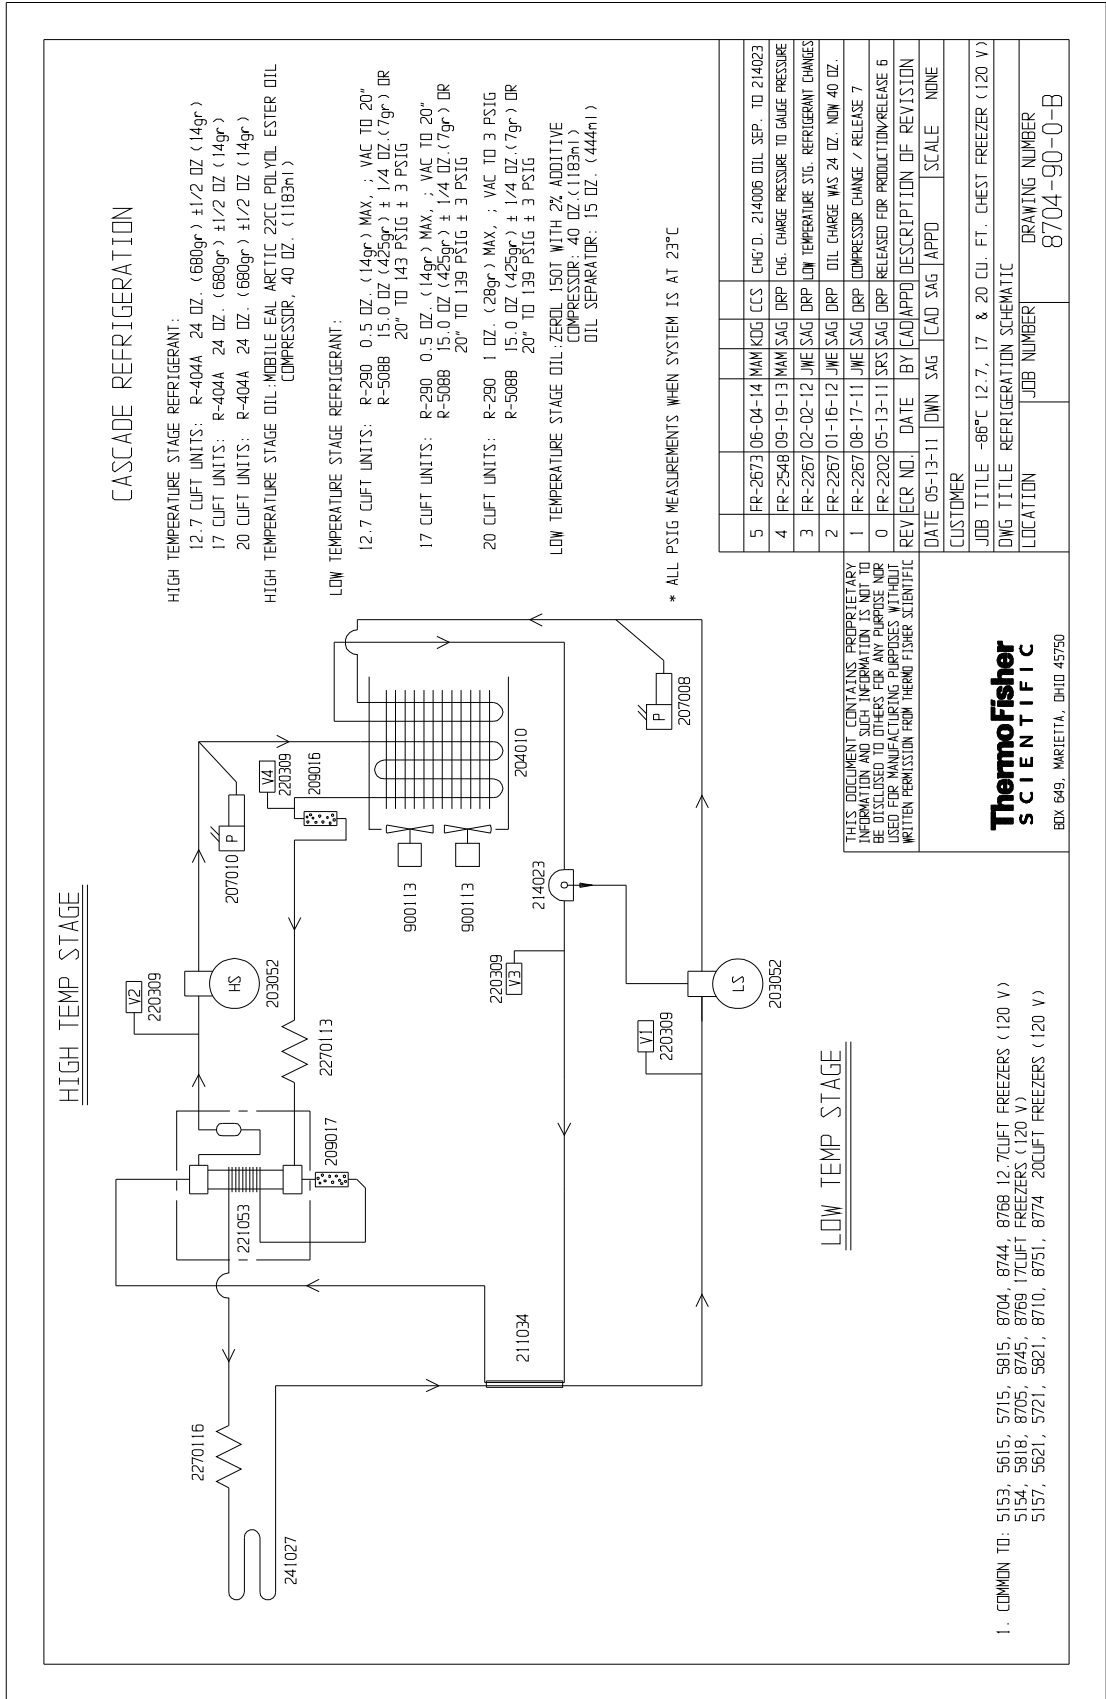 CASCADE REFRIGERATION
HIGH TEMPERATURE STAGE REFRIGERANT:
12.7 CUFT UNITS: R-404A 24 OZ. (680gr) ±1/2 OZ (14gr)
17 CUFT UNITS: R-404A 24 OZ. (680gr) ±1/2 OZ (14gr)
20 CUFT UNITS: R-404A 24 OZ. (680gr) ±1/2 OZ (14gr)
HIGH TEMPERATURE STAGE OIL:MOBILE EAL ARCTIC 22CC POLYOL ESTER OIL
COMPRESSOR, 40 OZ. (1183ml)
LOW TEMPERATURE STAGE REFRIGERANT:
12.7 CUFT UNITS: R-290 0.5 OZ. (14gr) MAX, ; VAC TO 20"
R-508B 15.0 OZ (425gr) ± 1/4 OZ.(7gr) OR
20" TO 143 PSIG ± 3 PSIG
17 CUFT UNITS: R-290 0.5 OZ. (14gr) MAX, ; VAC TO 20"
R-508B 15.0 OZ (425gr) ± 1/4 OZ.(7gr) OR
20" TO 139 PSIG ± 3 PSIG
20 CUFT UNITS: R-290 1 OZ. (28gr) MAX, ; VAC TO 3 PSIG
R-508B 15.0 OZ (425gr) ± 1/4 OZ.(7gr) OR
20" TO 139 PSIG ± 3 PSIG
LOW TEMPERATURE STAGE OIL:ZEROL 150T WITH 2% ADDITIVE
COMPRESSOR: 40 OZ.(1183ml)
OIL SEPARATOR: 15 OZ. (444ml)
* ALL PSIG MEASUREMENTS WHEN SYSTEM IS AT 23°C
HIGH TEMP STAGE
V2
220309
HS
203052
P
207010
V4
220309
209016
2270113
209017
221053
2270116
241027
211034
900113
900113
204010
214023
V3
220309
V1
220309
LS
203052
P
207008
LOW TEMP STAGE
1. COMMON TO: 5153, 5615, 5715, 5815, 8704, 8744, 8768 12.7CUFT FREEZERS (120 V)
5154, 5818, 8705, 8745, 8769 17CUFT FREEZERS (120 V)
5157, 5621, 5721, 5821, 8710, 8751, 8774 20CUFT FREEZERS (120 V)
5 FR-2673 06-04-14 MAM KDG CCS CHG'D. 214006 OIL SEP. TO 214023
4 FR-2548 09-19-13 MAM SAG DRP CHG. CHARGE PRESSURE TO GAUGE PRESSURE
3 FR-2267 02-02-12 JWE SAG DRP LOW TEMPERATURE STG. REFRIGERANT CHANGES
2 FR-2267 01-16-12 JWE SAG DRP OIL CHARGE WAS 24 OZ. NOW 40 OZ.
1 FR-2267 08-17-11 JWE SAG DRP COMPRESSOR CHANGE / RELEASE 7
0 FR-2202 05-13-11 SRS SAG DRP RELEASED FOR PRODUCTION/RELEASE 6
REV ECR NO. DATE BY CAD APPD DESCRIPTION OF REVISION
DATE 05-13-11 DWN SAG CAD SAG APPD SCALE NONE
CUSTOMER
JOB TITLE -86°C 12.7, 17 & 20 CU. FT. CHEST FREEZER (120 V)
DWG TITLE REFRIGERATION SCHEMATIC
LOCATION JOB NUMBER DRAWING NUMBER
8704-90-0-B
THIS DOCUMENT CONTAINS PROPRIETARY
INFORMATION AND SUCH INFORMATION IS NOT TO
BE DISCLOSED TO OTHERS FOR ANY PURPOSE NOR
USED FOR MANUFACTURING PURPOSES WITHOUT
WRITTEN PERMISSION FROM THERMO FISHER SCIENTIFIC
ThermoFisher
SCIENTIFIC
BOX 649, MARIETTA, OHIO 45750